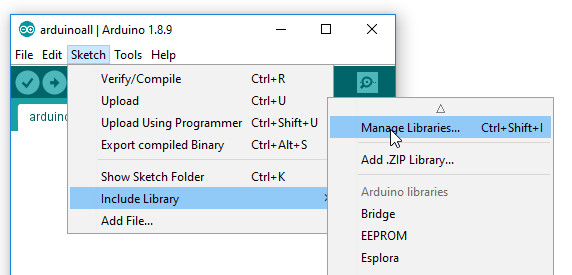 arduinoall | Arduino 1.8.9
File Edit Sketch Tools Help
Verify/Compile Ctrl+R
Upload Ctrl+U
Upload Using Programmer Ctrl+Shift+U
Export compiled Binary Ctrl+Alt+S
Show Sketch Folder Ctrl+K
Include Library
Add File...
arduino
Manage Libraries... Ctrl+Shift+I
Add .ZIP Library...
Arduino libraries
Bridge
EEPROM
Esplora